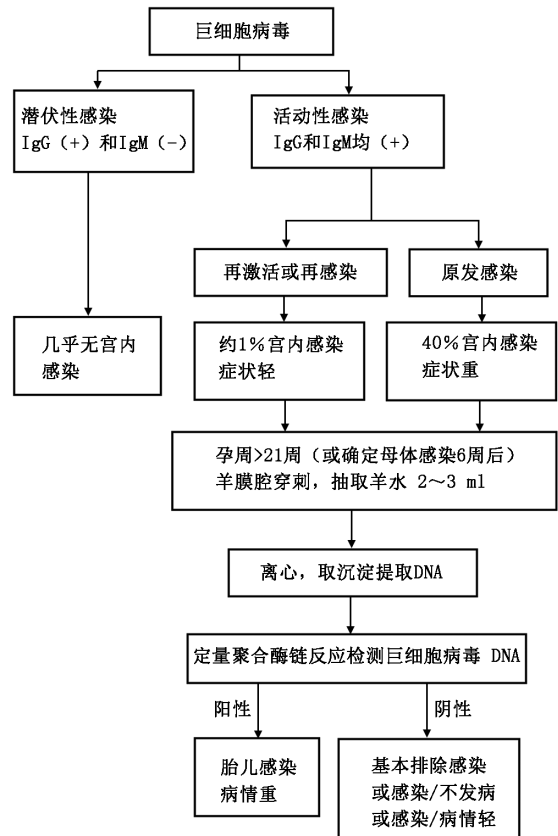 巨细胞病毒
潜伏性感染
IgG（+）和IgM（-）
活动性感染
IgG和IgM均（+）
再激活或再感染
原发感染
几乎无宫内
感染
约1%宫内感染
症状轻
40%宫内感染
症状重
孕周>21周（或确定母体感染6周后）
羊膜腔穿刺，抽取羊水 2～3 ml
离心，取沉淀提取DNA
定量聚合酶链反应检测巨细胞病毒 DNA
阳性
阴性
胎儿感染
病情重
基本排除感染
或感染/不发病
或感染/病情轻